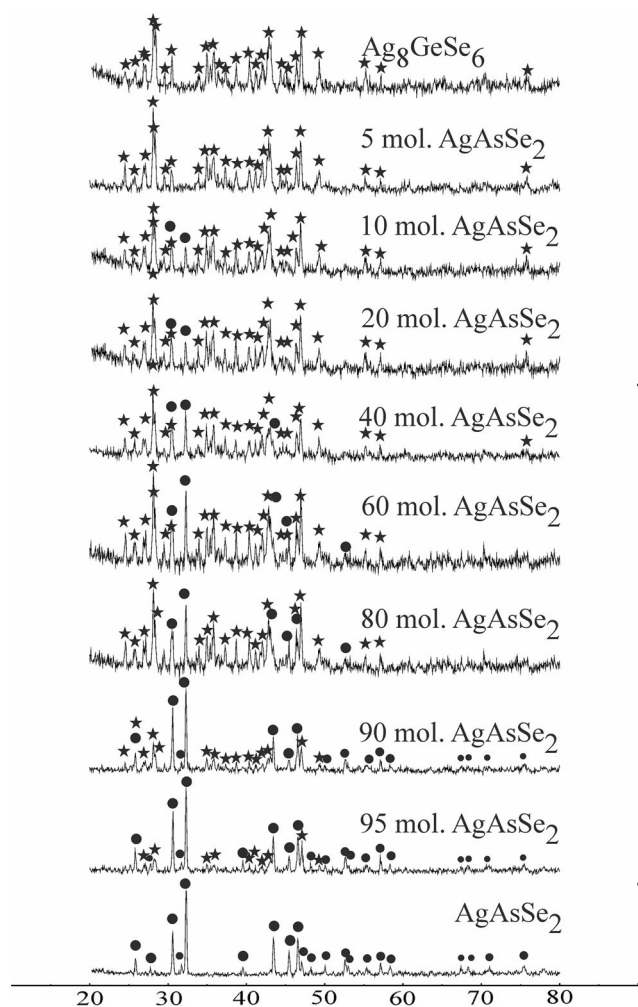 Ag8GeSe6
5 mol. AgAsSe2
10 mol. AgAsSe2
20 mol. AgAsSe2
40 mol. AgAsSe2
60 mol. AgAsSe2
80 mol. AgAsSe2
90 mol. AgAsSe2
95 mol. AgAsSe2
AgAsSe2
20 30 40 50 60 70 80